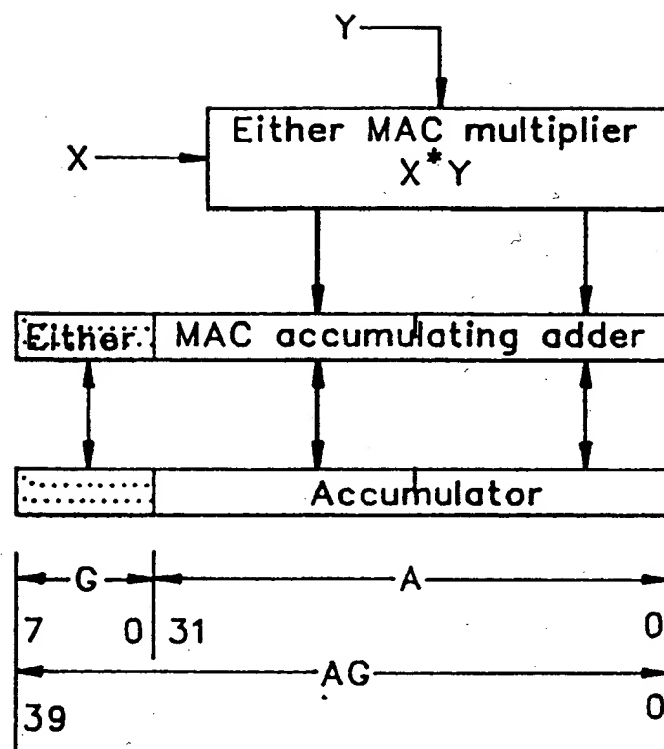 Y
Either MAC multiplier
X
X*Y
Either MAC accumulating adder
Accumulator
G
A
7 0 31 0
AG
39 0